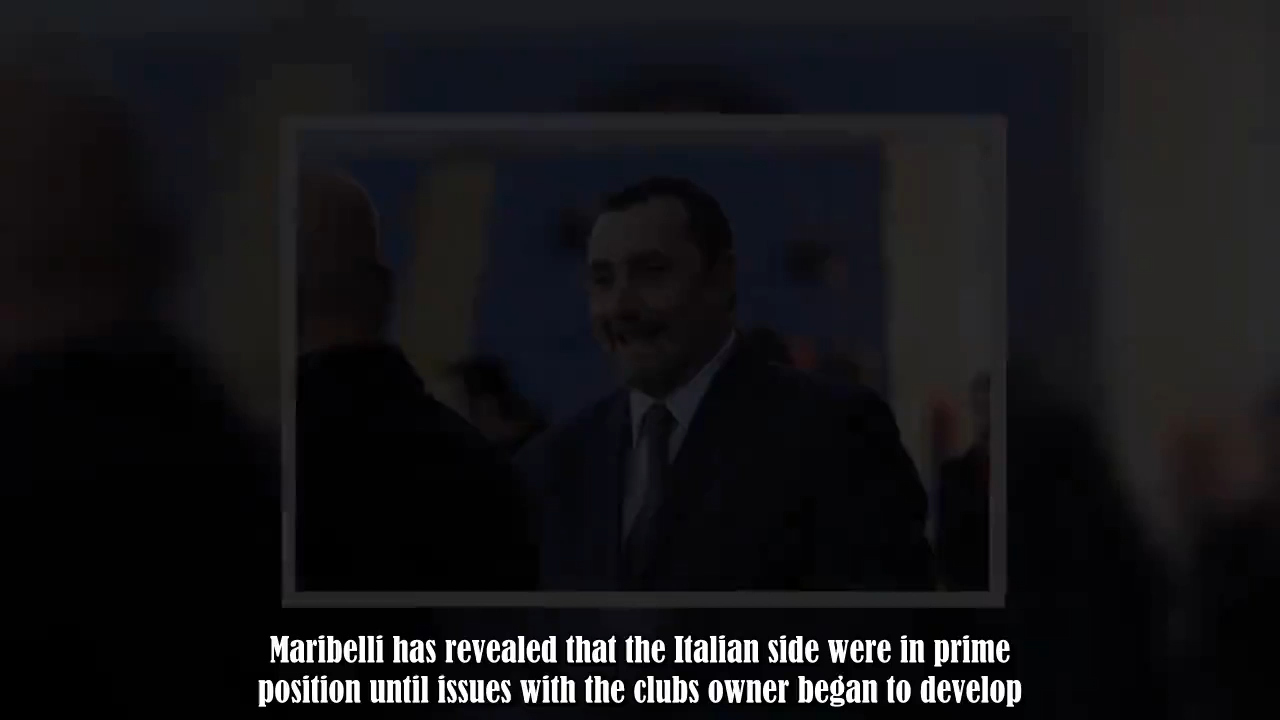 Maribelli has revealed that the Italian side were in prime
position until issues with the clubs owner began to develop